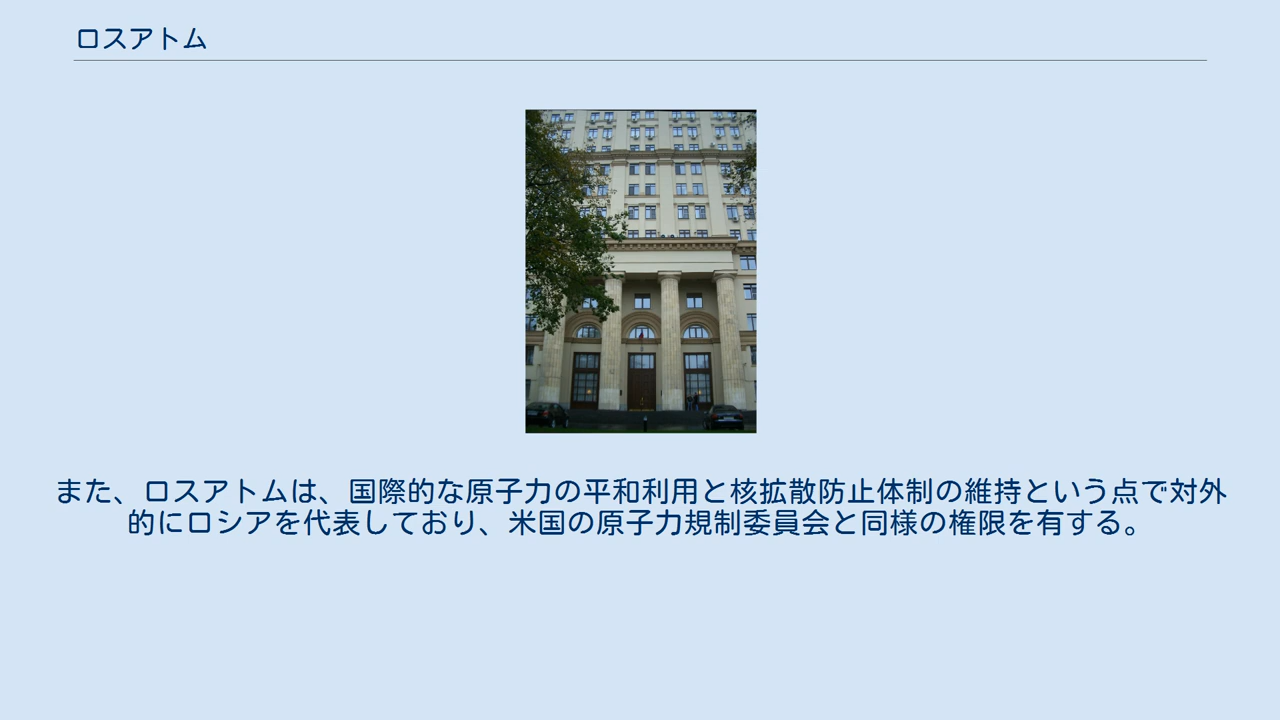 ロスアトム
また、ロスアトムは、国際的な原子力の平和利用と核拡散防止体制の維持という点で対外
的にロシアを代表しており、米国の原子力規制委員会と同様の権限を有する。